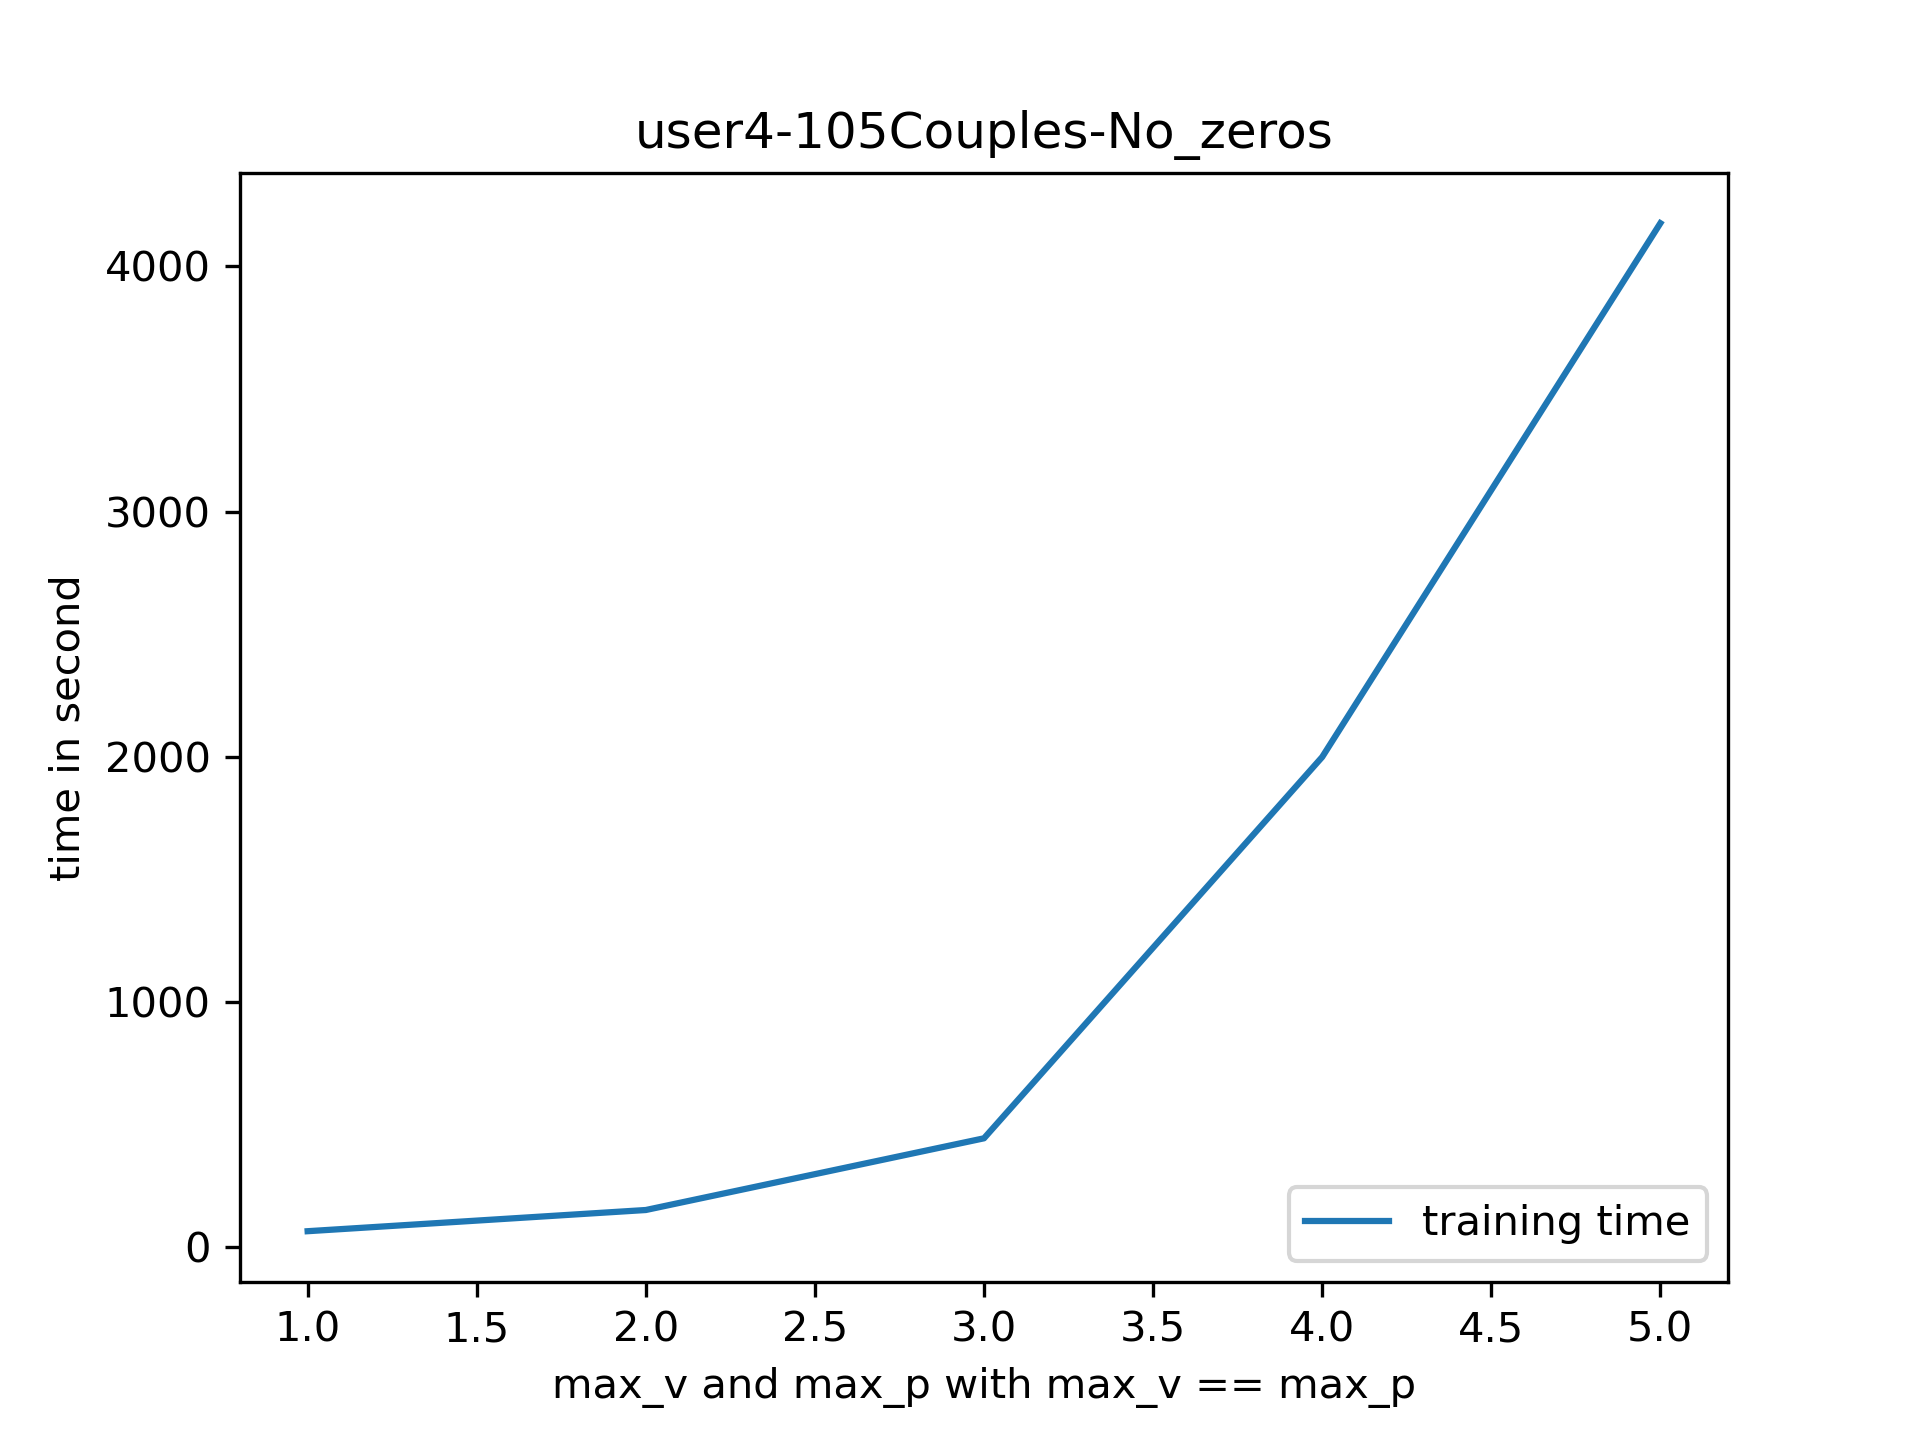 user4-105Couples-No_zeros
4000
3000
2000
1000
0
time in second
training time
1.0 1.5 2.0 2.5 3.0 3.5 4.0 4.5 5.0
max_v and max_p with max_v == max_p